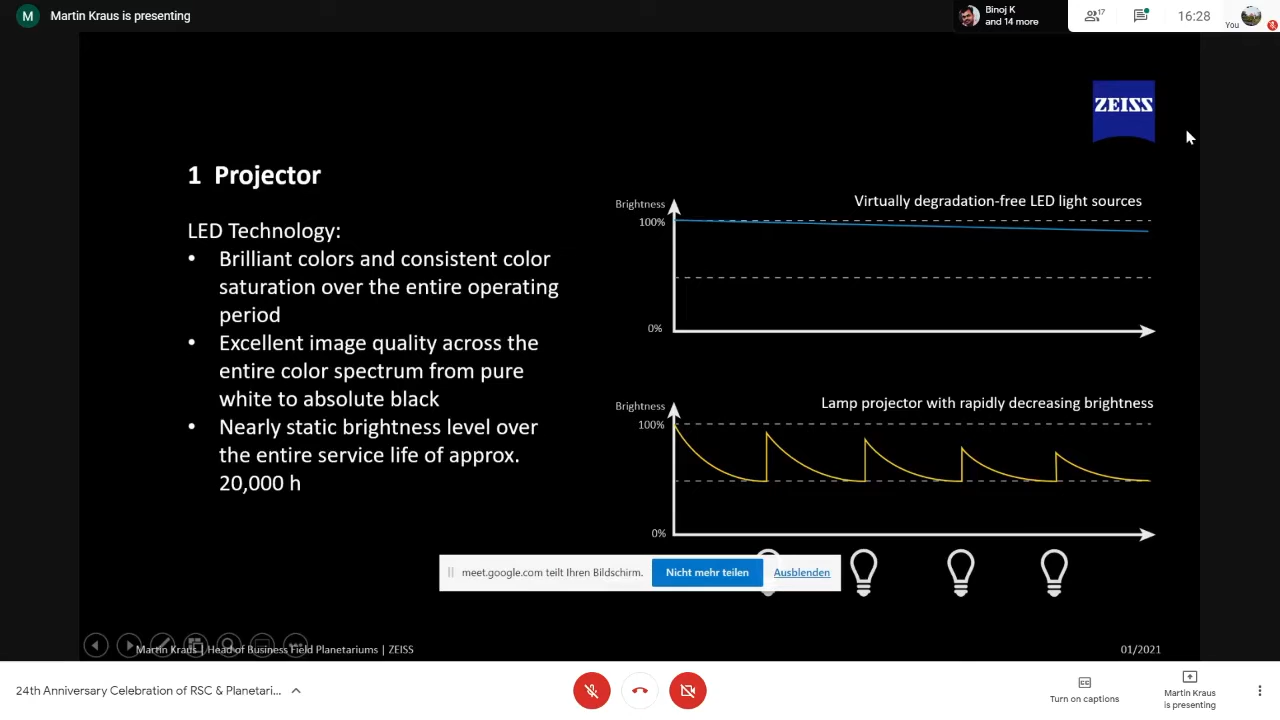 M
Martin Kraus is presenting
Binoj K
and 14 more
17
16:28
You
ZEISS
1 Projector
LED Technology:
• Brilliant colors and consistent color
saturation over the entire operating
period
• Excellent image quality across the
entire color spectrum from pure
white to absolute black
• Nearly static brightness level over
the entire service life of approx.
20,000 h
Virtually degradation-free LED light sources
Brightness
100%
0%
Lamp projector with rapidly decreasing brightness
Brightness
100%
0%
meet.google.com teilt Ihren Bildschirm.
Nicht mehr teilen
Ausblenden
Martin Kraus | Head of Business Field Planetariums | ZEISS
01/2021
24th Anniversary Celebration of RSC & Planetari...
Turn on captions
Martin Kraus
is presenting